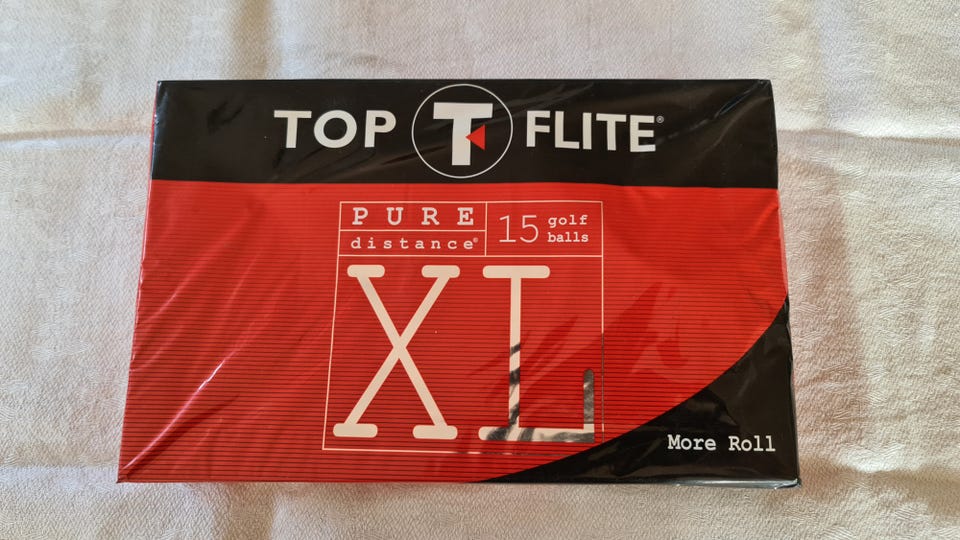 TOP T FLITE®
PURE
distance®
15 golf
balls
XL
More Roll